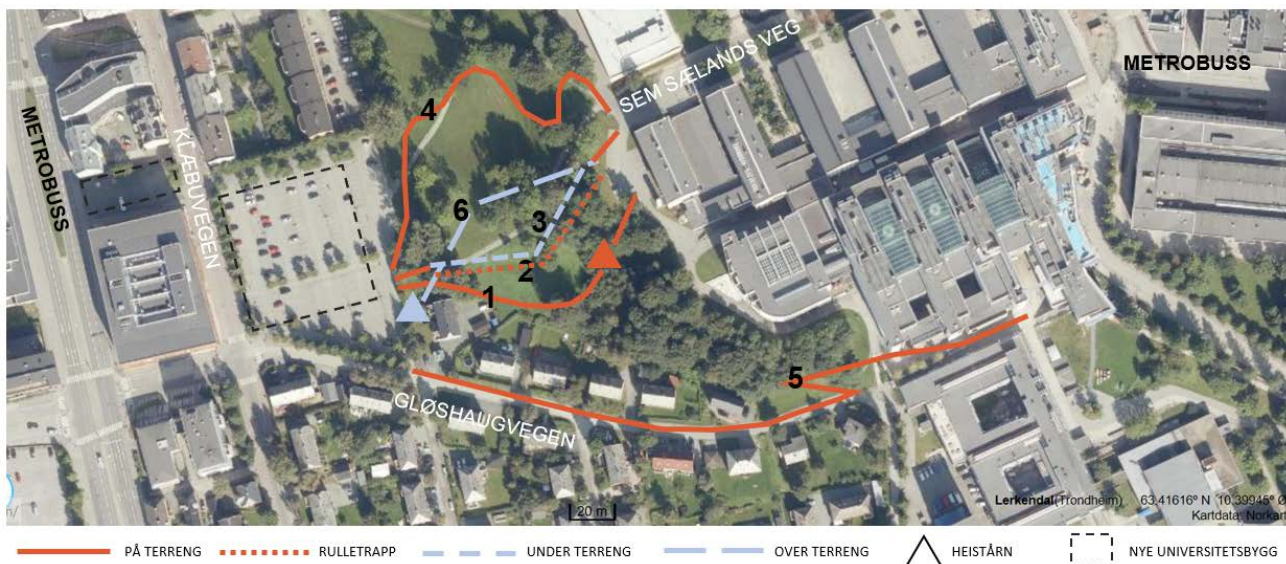 METROBUSS
KLÆBUVEGEN
SEM SÆLANDS VEG
METROBUSS
4
6
3
2
1
5
GLØSHAUGVEGEN
20 m
Lerkendal (Trondheim) 63,41616° N 10,39945° Ø
Kartdata: Norkart
PÅ TERRENG
RULLETRAPP
UNDER TERRENG
OVER TERRENG
HEISTÅRN
NYE UNIVERSITETSBYGG